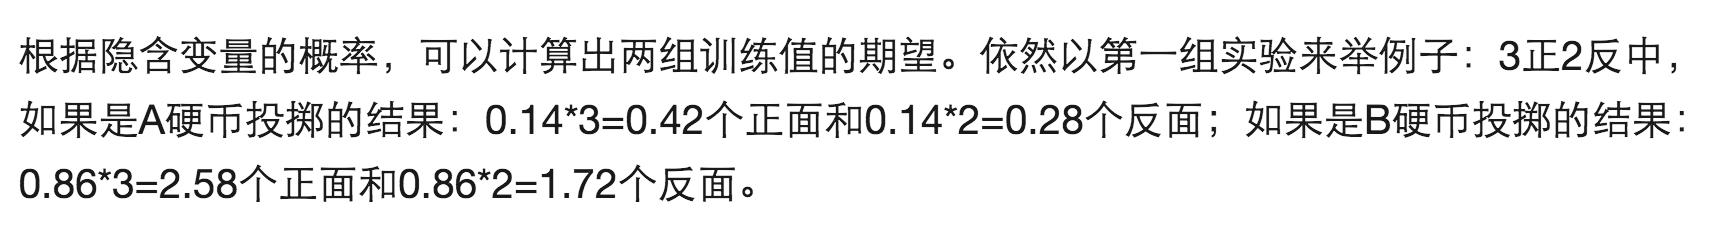 根据隐含变量的概率，可以计算出两组训练值的期望。依然以第一组实验来举例子：3正2反中，
如果是A硬币投掷的结果：0.14*3=0.42个正面和0.14*2=0.28个反面；如果是B硬币投掷的结果：
0.86*3=2.58个正面和0.86*2=1.72个反面。